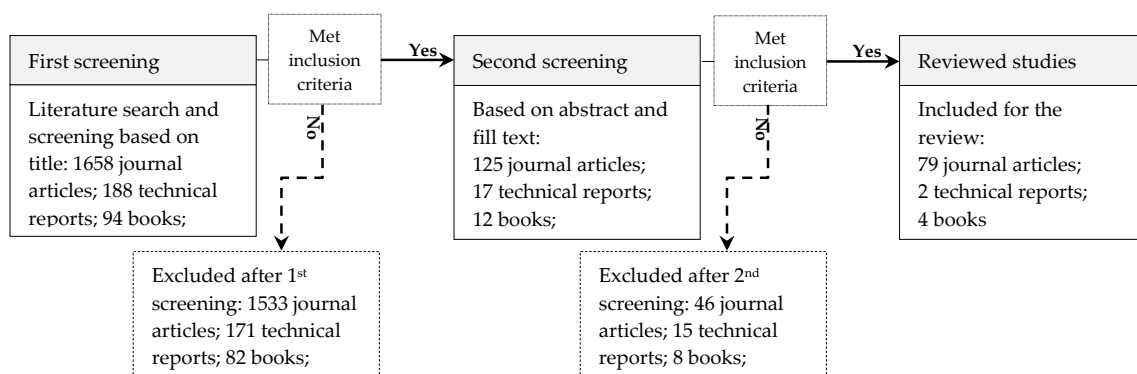 First screening
Literature search and
screening based on
title: 1658 journal
articles; 188 technical
reports; 94 books;
Met
inclusion
criteria
Yes
No
Excluded after 1st
screening: 1533 journal
articles; 171 technical
reports; 82 books;
Second screening
Based on abstract and
fill text:
125 journal articles;
17 technical reports;
12 books;
Met
inclusion
criteria
Yes
No
Excluded after 2nd
screening: 46 journal
articles; 15 technical
reports; 8 books;
Reviewed studies
Included for the
review:
79 journal articles;
2 technical reports
4 books